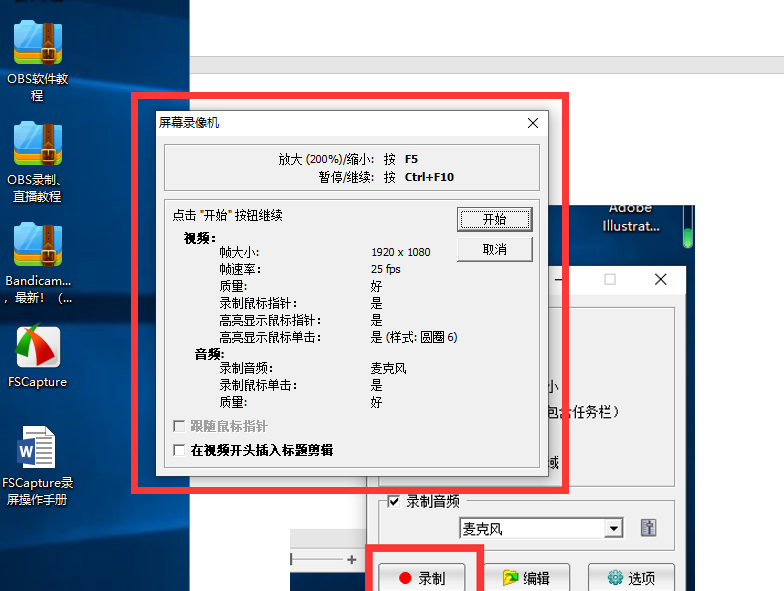 OBS软件教
程
OBS录制、
直播教程
Bandicam...
，最新！（...
FSCapture
FSCapture录
屏操作手册
屏幕录像机
放大 (200%)/缩小: 按 F5
暂停/继续: 按 Ctrl+F10
点击 "开始" 按钮继续
开始
取消
视频:
帧大小: 1920 x 1080
帧速率: 25 fps
质量: 好
录制鼠标指针: 是
高亮显示鼠标指针: 是
高亮显示鼠标单击: 是 (样式: 圆圈 6)
音频:
录制音频: 麦克风
录制鼠标单击: 是
质量: 好
跟随鼠标指针
在视频开头插入标题剪辑
Adobe
Illustrat...
小
包含任务栏）
域
录制音频
麦克风
录制
编辑
选项